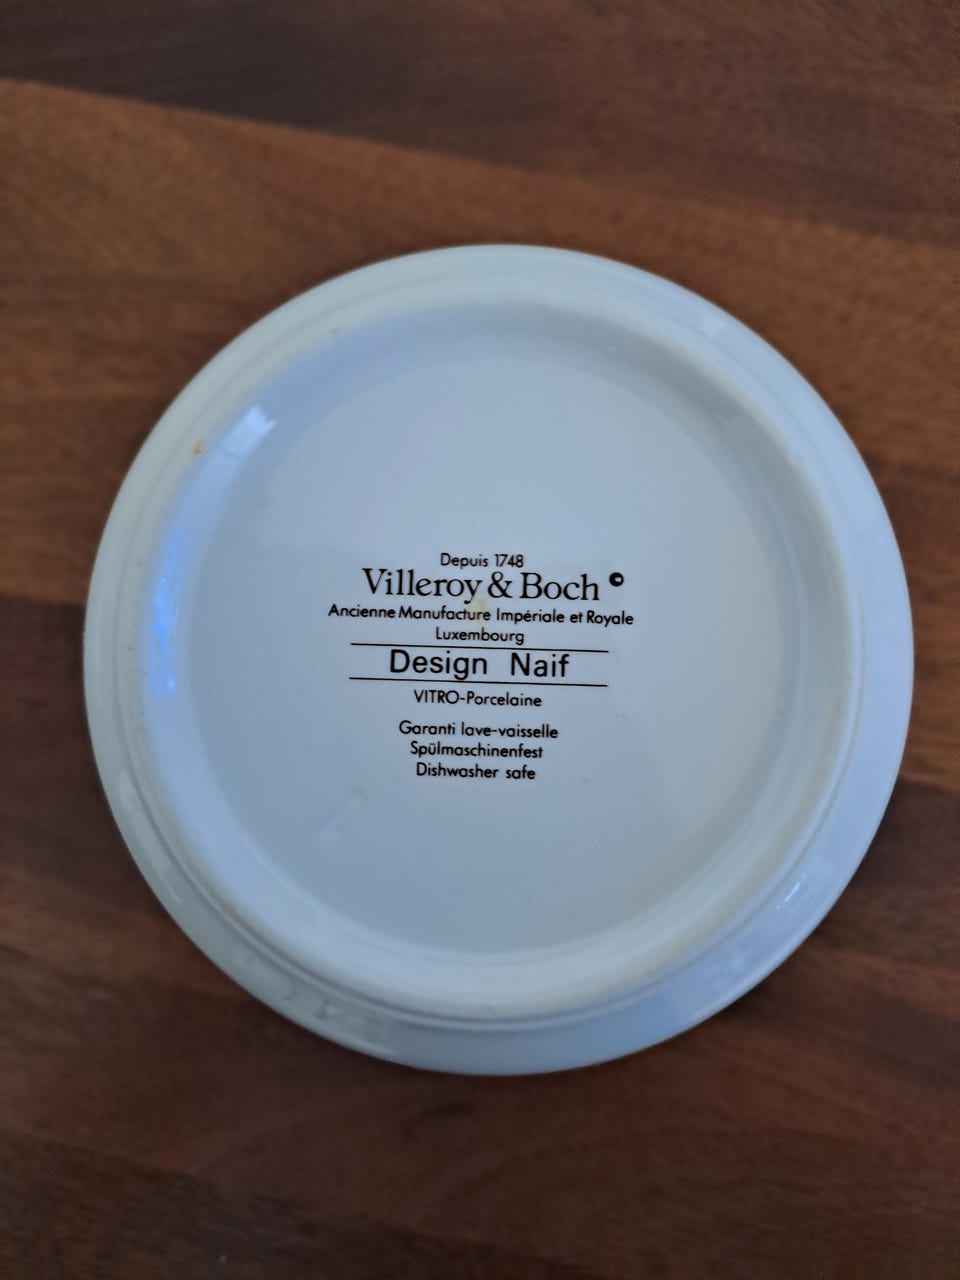 Depuis 1748
Villeroy & Boch ©
Ancienne Manufacture Impériale et Royale
Luxembourg
Design Naif
VITRO-Porcelaine
Garanti lave-vaisselle
Spülmaschinenfest
Dishwasher safe